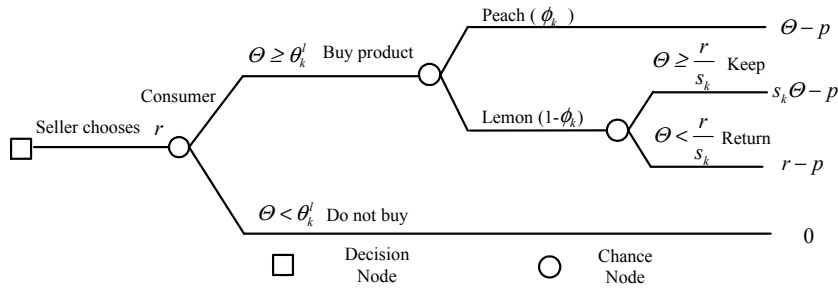 Peach (ϕₖ)
Θ − p
Θ ≥ θₖˡ Buy product
Θ ≥ r/sₖ Keep
Consumer
sₖΘ − p
Seller chooses r
Lemon (1-ϕₖ)
Θ < r/sₖ Return
r − p
Θ < θₖˡ Do not buy
0
Decision
Node
Chance
Node